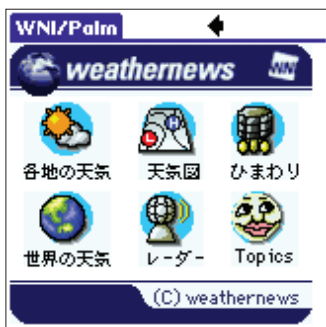 WNI/Palm
weathernews WN
各地の天気 天気図 ひまわり
H
L
世界の天気 レーダー Topics
(C) weathernews